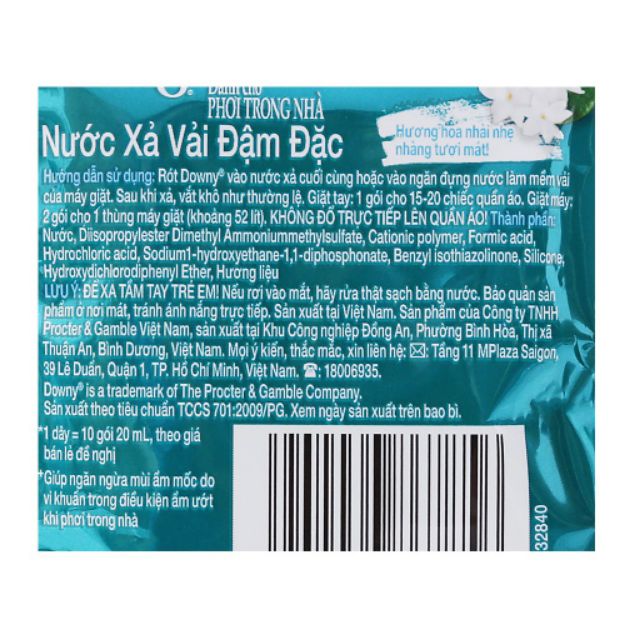 Dành cho
PHƠI TRONG NHÀ
Nước Xả Vải Đậm Đặc
Hương hoa nhài nhẹ
nhàng tươi mát!
Hướng dẫn sử dụng: Rót Downy® vào nước xả cuối cùng hoặc vào ngăn đựng nước làm mềm vải
của máy giặt. Sau khi xả, vắt khô như thường lệ. Giặt tay: 1 gói cho 15-20 chiếc quần áo. Giặt máy:
2 gói cho 1 thùng máy giặt (khoảng 52 lít). KHÔNG ĐỔ TRỰC TIẾP LÊN QUẦN ÁO! Thành phần:
Nước, Diisopropylester Dimethyl Ammoniummethylsulfate, Cationic polymer, Formic acid,
Hydrochloric acid, Sodium1-hydroxyethane-1,1-diphosphonate, Benzyl isothiazolinone, Silicone,
Hydroxydichlorodiphenyl Ether, Hương liệu
LƯU Ý: ĐỂ XA TẦM TAY TRẺ EM! Nếu rơi vào mắt, hãy rửa thật sạch bằng nước. Bảo quản sản
phẩm ở nơi mát, tránh ánh nắng trực tiếp. Sản xuất tại Việt Nam. Sản phẩm của Công ty TNHH
Procter & Gamble Việt Nam, sản xuất tại Khu Công nghiệp Đồng An, Phường Bình Hòa, Thị xã
Thuận An, Bình Dương, Việt Nam. Mọi ý kiến, thắc mắc, xin liên hệ: ✉: Tầng 11 MPlaza Saigon,
39 Lê Duẩn, Quận 1, TP. Hồ Chí Minh, Việt Nam. ☎: 18006935.
Downy® is a trademark of The Procter & Gamble Company.
Sản xuất theo tiêu chuẩn TCCS 701:2009/PG. Xem ngày sản xuất trên bao bì.
*1 dây = 10 gói 20 mL, theo giá
bán lẻ đề nghị
+Giúp ngăn ngừa mùi ẩm mốc do
vi khuẩn trong điều kiện ẩm ướt
khi phơi trong nhà
32840